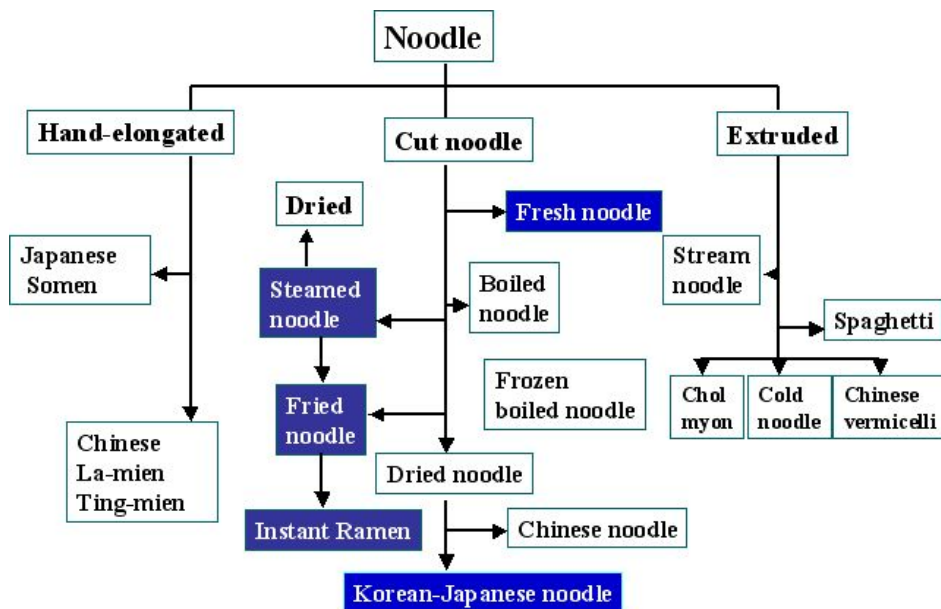 Noodle
Hand-elongated
Cut noodle
Extruded
Dried
Fresh noodle
Japanese
Somen
Steamed
noodle
Boiled
noodle
Stream
noodle
Spaghetti
Fried
noodle
Frozen
boiled noodle
Chol
myon
Cold
noodle
Chinese
vermicelli
Chinese
La-mien
Ting-mien
Dried noodle
Instant Ramen
Chinese noodle
Korean-Japanese noodle